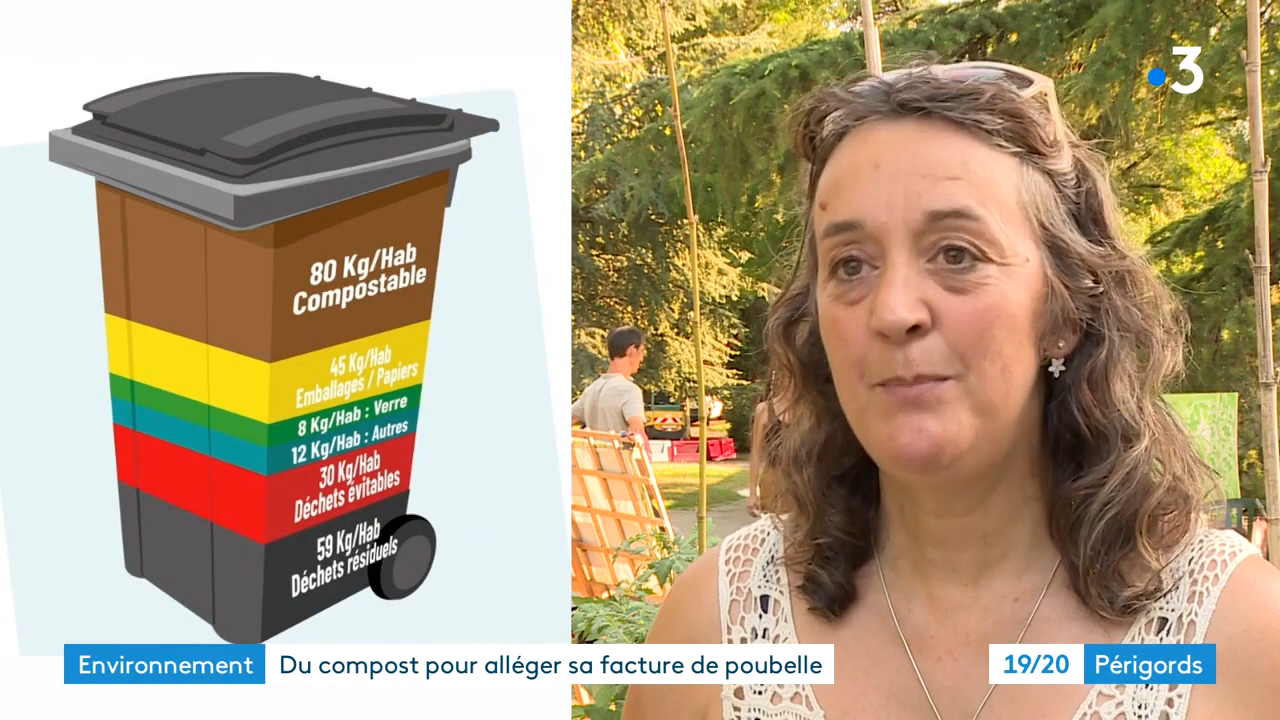 3
80 Kg/Hab
Compostable
45 Kg/Hab
Emballages / Papiers
8 Kg/Hab : Verre
12 Kg/Hab : Autres
30 Kg/Hab
Déchets évitables
59 Kg/Hab
Déchets résiduels
Environnement
Du compost pour alléger sa facture de poubelle
19/20
Périgords